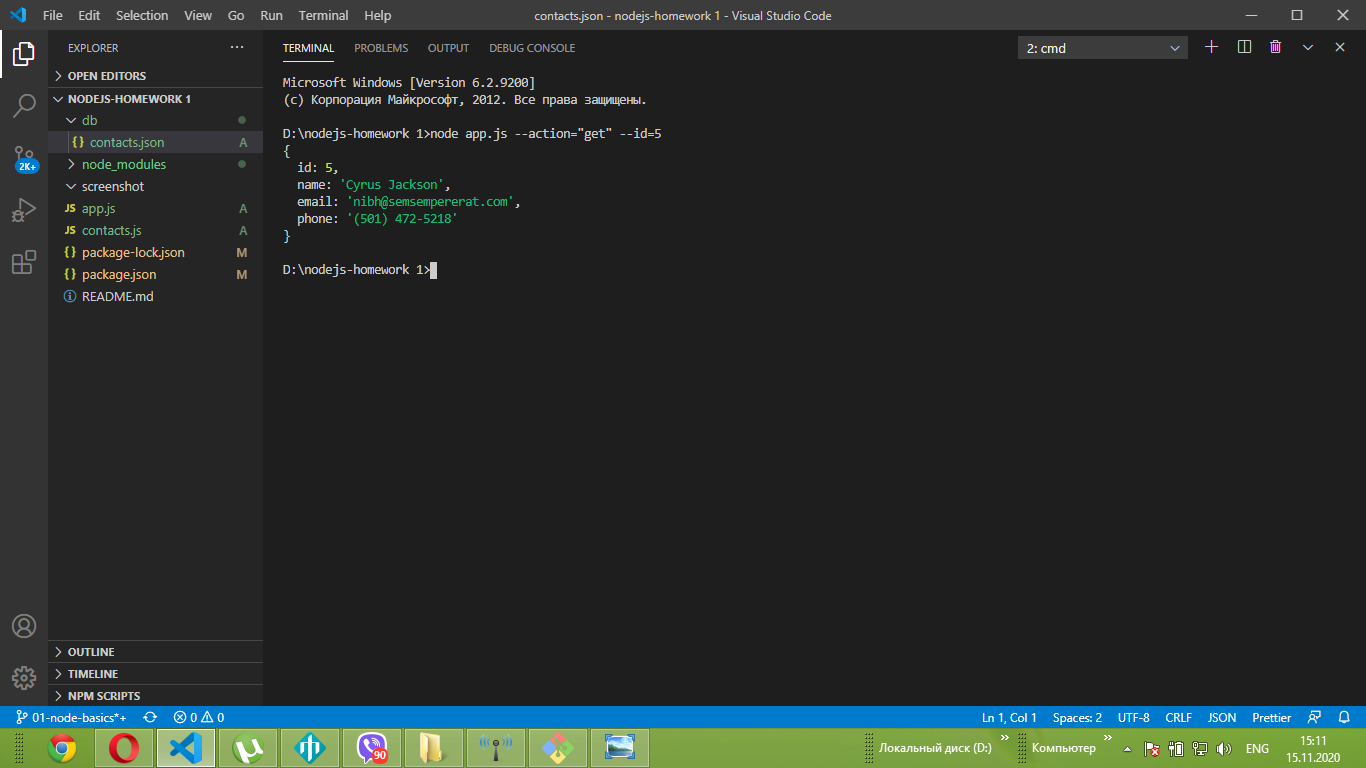 File Edit Selection View Go Run Terminal Help
contacts.json - nodejs-homework 1 - Visual Studio Code
EXPLORER
OPEN EDITORS
NODEJS-HOMEWORK 1
db
{} contacts.json A
node_modules
screenshot
JS app.js A
JS contacts.js A
{} package-lock.json M
{} package.json M
README.md
2K+
OUTLINE
TIMELINE
NPM SCRIPTS
TERMINAL PROBLEMS OUTPUT DEBUG CONSOLE
2: cmd
Microsoft Windows [Version 6.2.9200]
(c) Корпорация Майкрософт, 2012. Все права защищены.
D:\nodejs-homework 1>node app.js --action="get" --id=5
{
id: 5,
name: 'Cyrus Jackson',
email: 'nibh@semsempererat.com',
phone: '(501) 472-5218'
}
D:\nodejs-homework 1>
01-node-basics*+ 0 0
Ln 1, Col 1 Spaces: 2 UTF-8 CRLF JSON Prettier
90
Локальный диск (D:) » Компьютер » ENG
15:11
15.11.2020